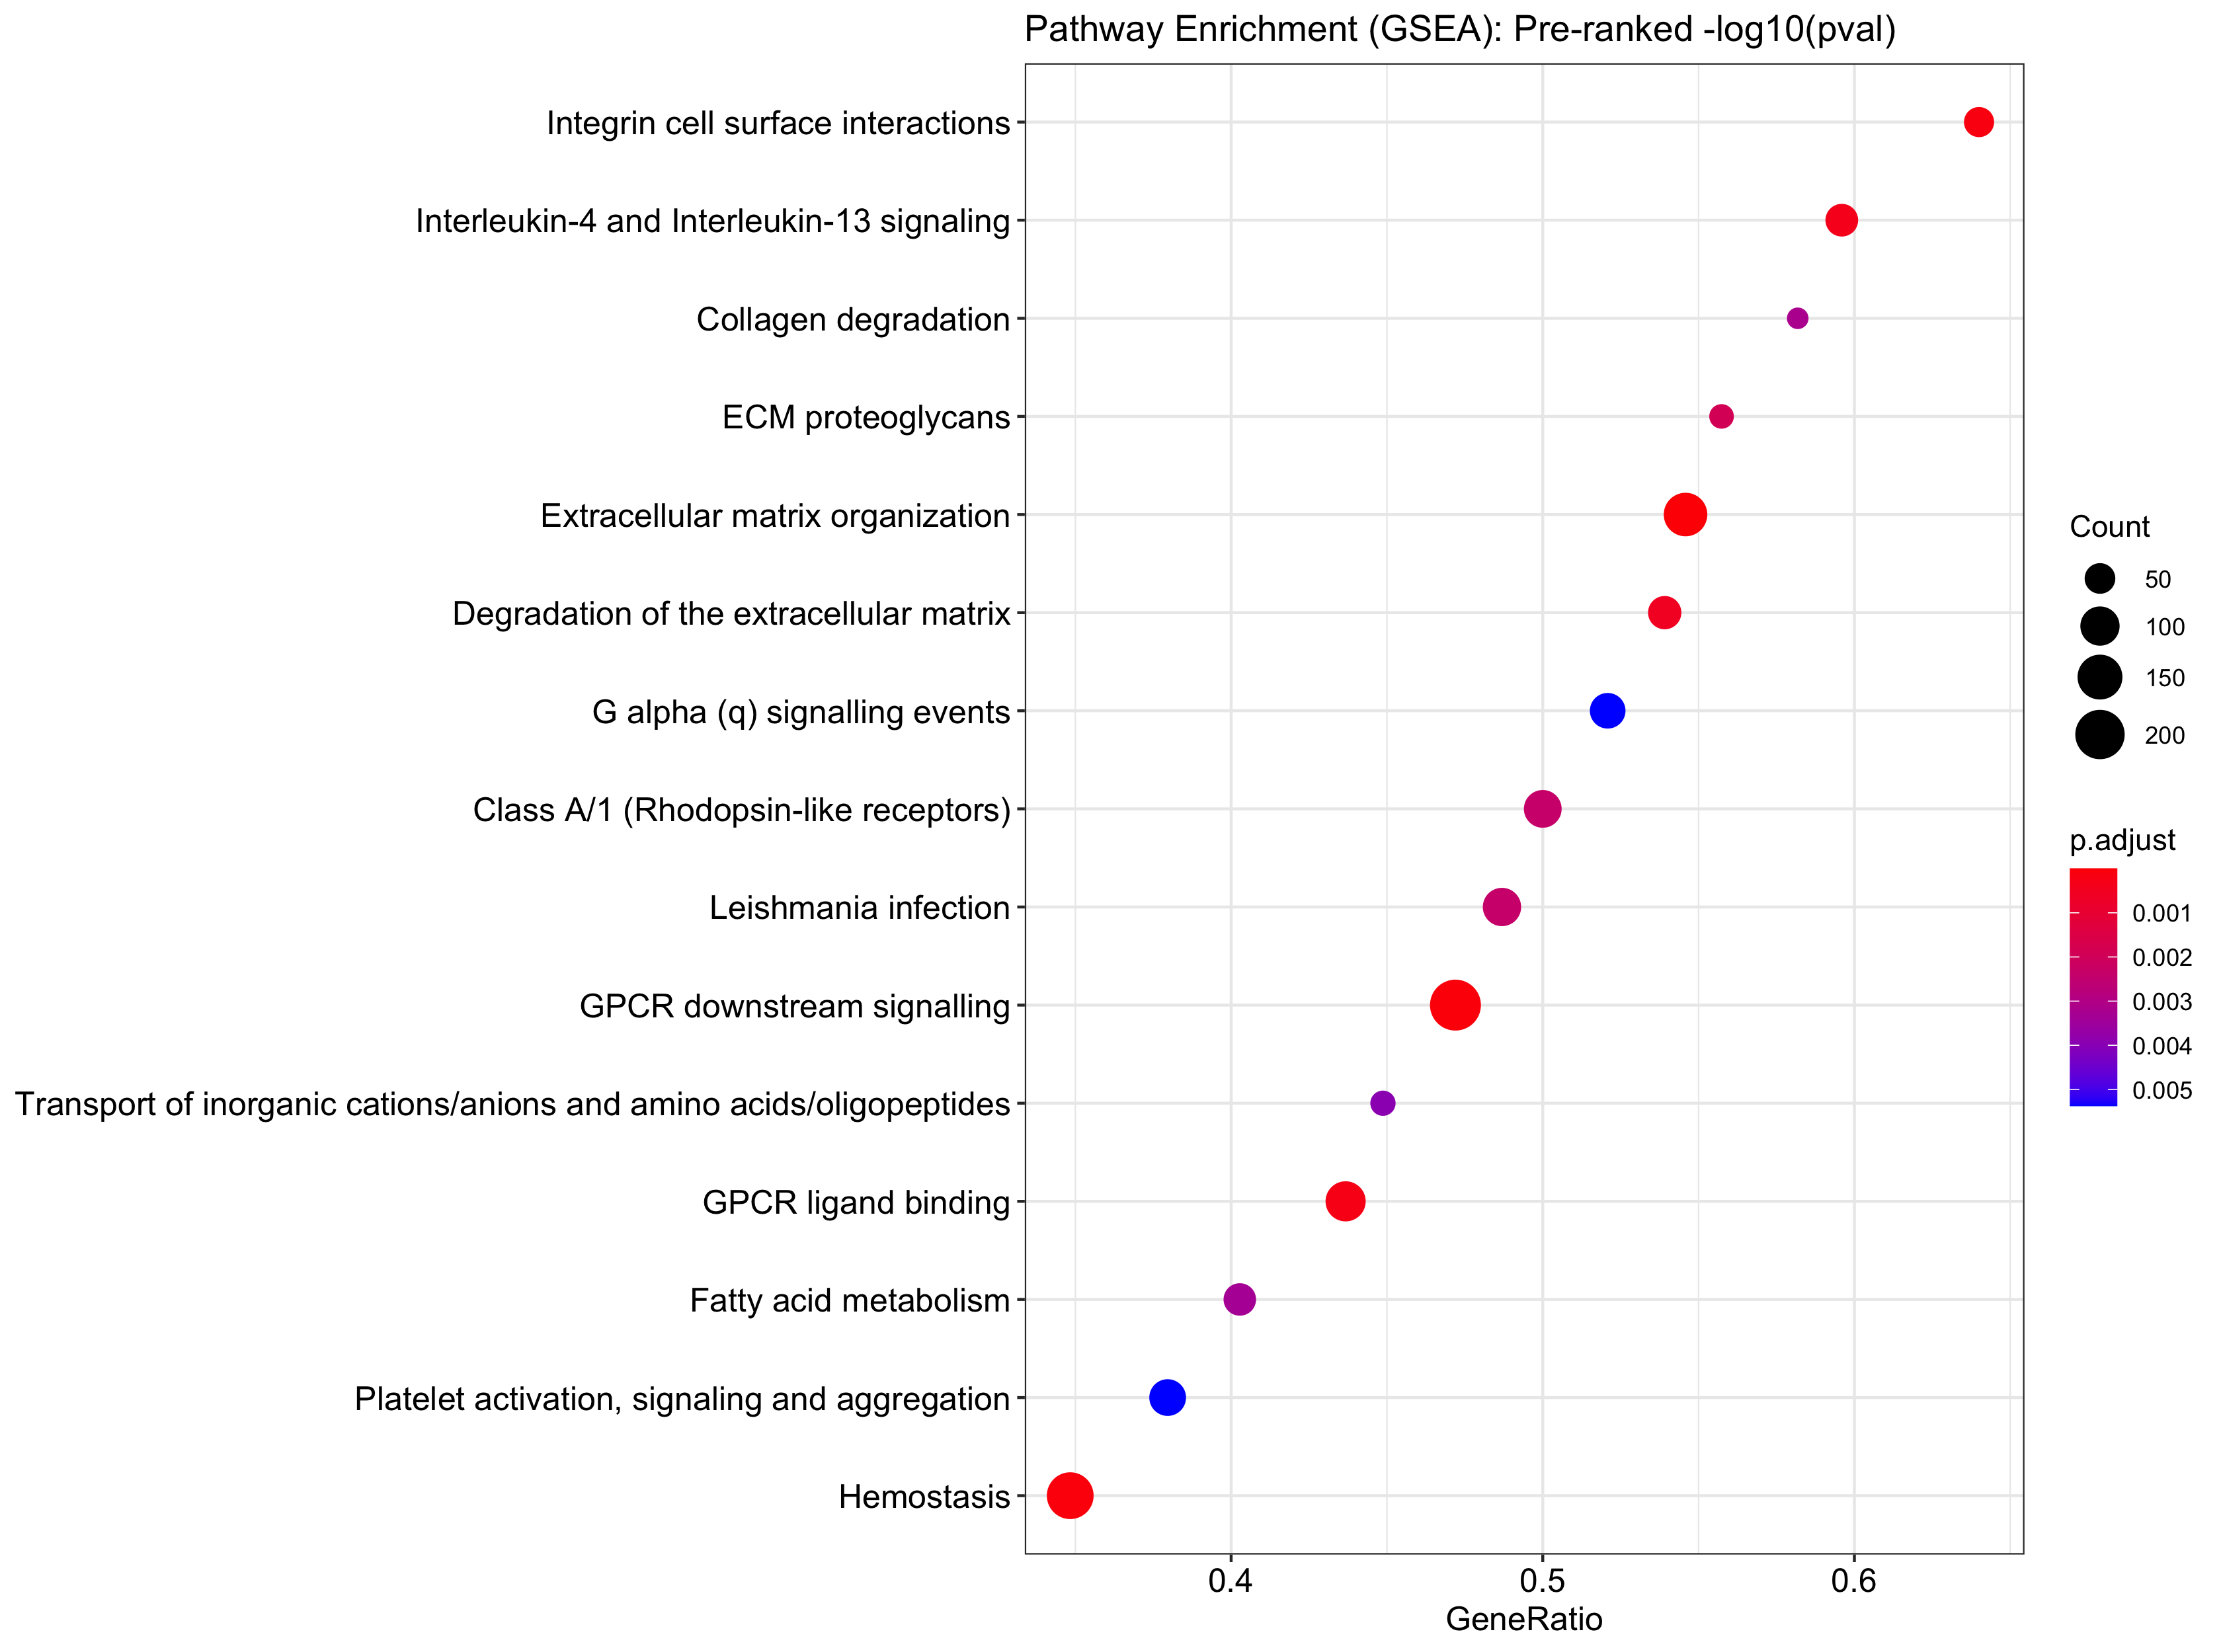 Pathway Enrichment (GSEA): Pre-ranked -log10(pval)
Integrin cell surface interactions
Interleukin-4 and Interleukin-13 signaling
Collagen degradation
ECM proteoglycans
Extracellular matrix organization
Degradation of the extracellular matrix
G alpha (q) signalling events
Class A/1 (Rhodopsin-like receptors)
Leishmania infection
GPCR downstream signalling
Transport of inorganic cations/anions and amino acids/oligopeptides
GPCR ligand binding
Fatty acid metabolism
Platelet activation, signaling and aggregation
Hemostasis
0.4 0.5 0.6
GeneRatio
Count
50
100
150
200
p.adjust
0.001
0.002
0.003
0.004
0.005